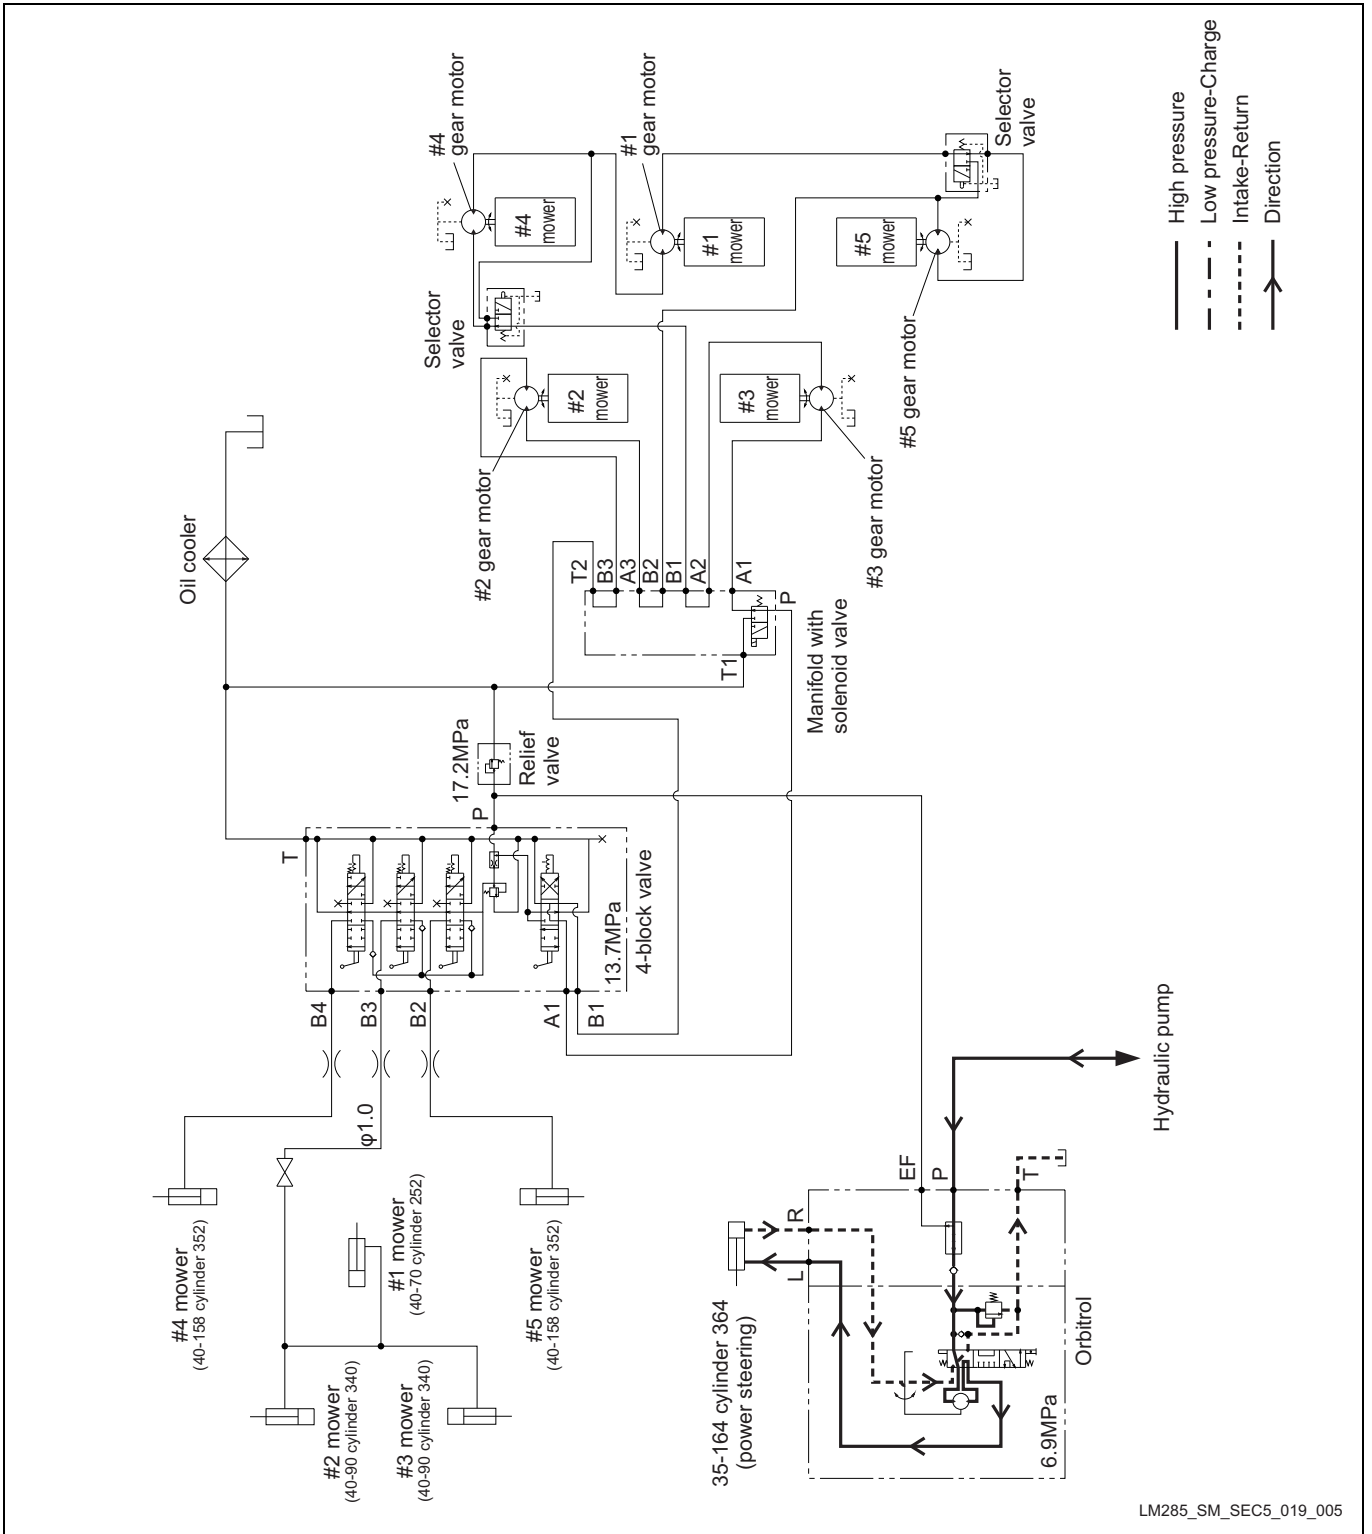 #4
gear motor
#1
gear motor
Selector
valve
#4
mower
#1
mower
#5
mower
Selector
valve
#2
mower
#3
mower
#5 gear motor
#2 gear motor
#3 gear motor
Oil cooler
T2
B3
A3
B2
B1
A2
A1
P
T1
Manifold with
solenoid valve
17.2MPa
Relief
valve
P
T
13.7MPa
4-block valve
B4
B3
B2
A1
B1
φ1.0
#4 mower
(40-158 cylinder 352)
#1 mower
(40-70 cylinder 252)
#5 mower
(40-158 cylinder 352)
#2 mower
(40-90 cylinder 340)
#3 mower
(40-90 cylinder 340)
Hydraulic pump
EF
P
T
R
L
35-164 cylinder 364
(power steering)
Orbitrol
6.9MPa
High pressure
Low pressure-Charge
Intake-Return
Direction
LM285_SM_SEC5_019_005